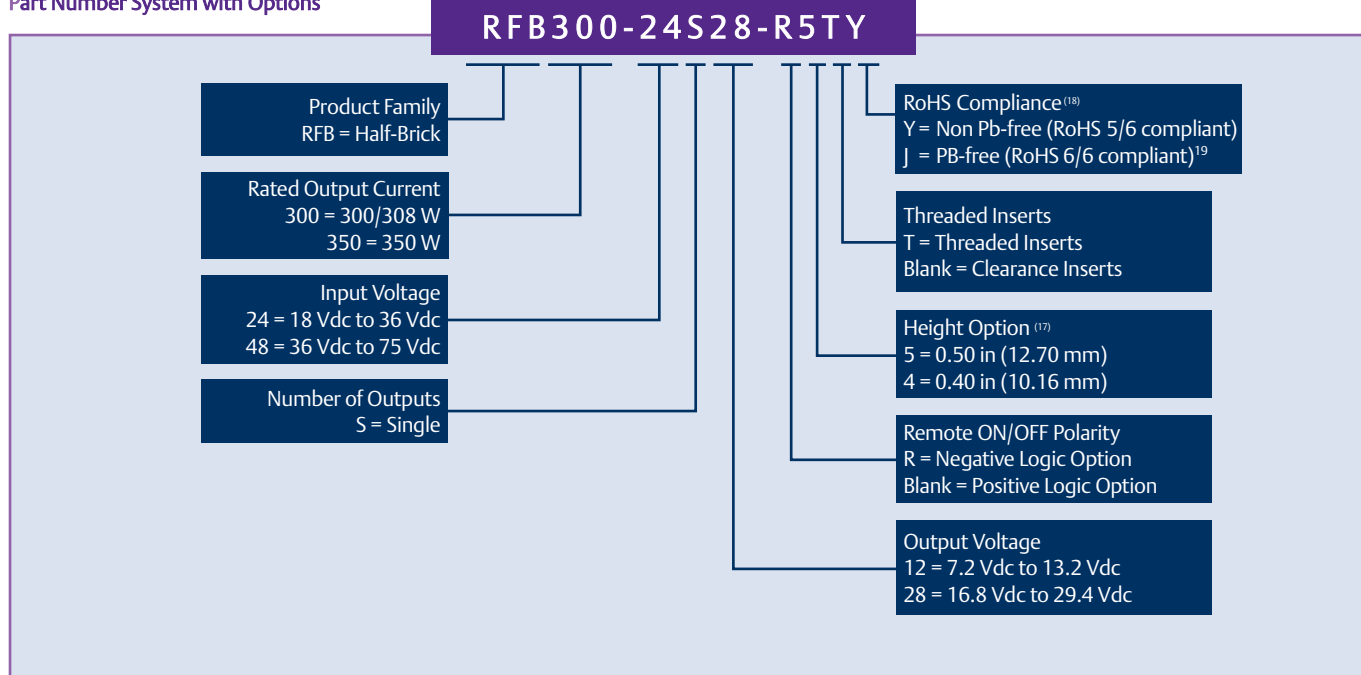 Part Number System with Options
RFB300-24S28-R5TY
Product Family
RFB = Half-Brick
Rated Output Current
300 = 300/308 W
350 = 350 W
Input Voltage
24 = 18 Vdc to 36 Vdc
48 = 36 Vdc to 75 Vdc
Number of Outputs
S = Single
RoHS Compliance (18)
Y = Non Pb-free (RoHS 5/6 compliant)
J = PB-free (RoHS 6/6 compliant)19
Threaded Inserts
T = Threaded Inserts
Blank = Clearance Inserts
Height Option (17)
5 = 0.50 in (12.70 mm)
4 = 0.40 in (10.16 mm)
Remote ON/OFF Polarity
R = Negative Logic Option
Blank = Positive Logic Option
Output Voltage
12 = 7.2 Vdc to 13.2 Vdc
28 = 16.8 Vdc to 29.4 Vdc